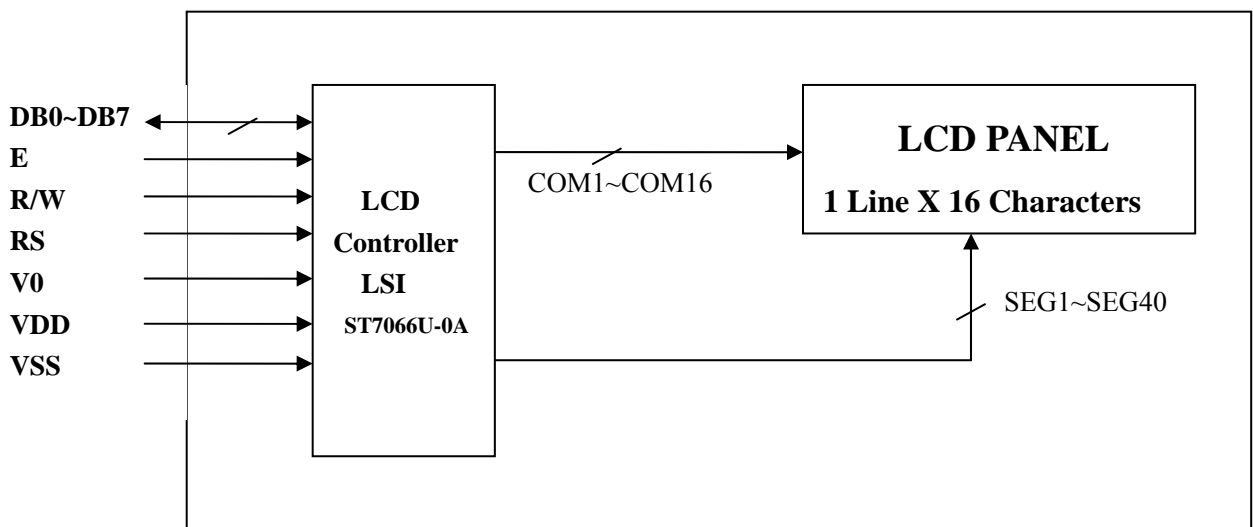 DB0~DB7
E
R/W
RS
V0
VDD
VSS
LCD
Controller
LSI
ST7066U-0A
COM1~COM16
LCD PANEL
1 Line X 16 Characters
SEG1~SEG40